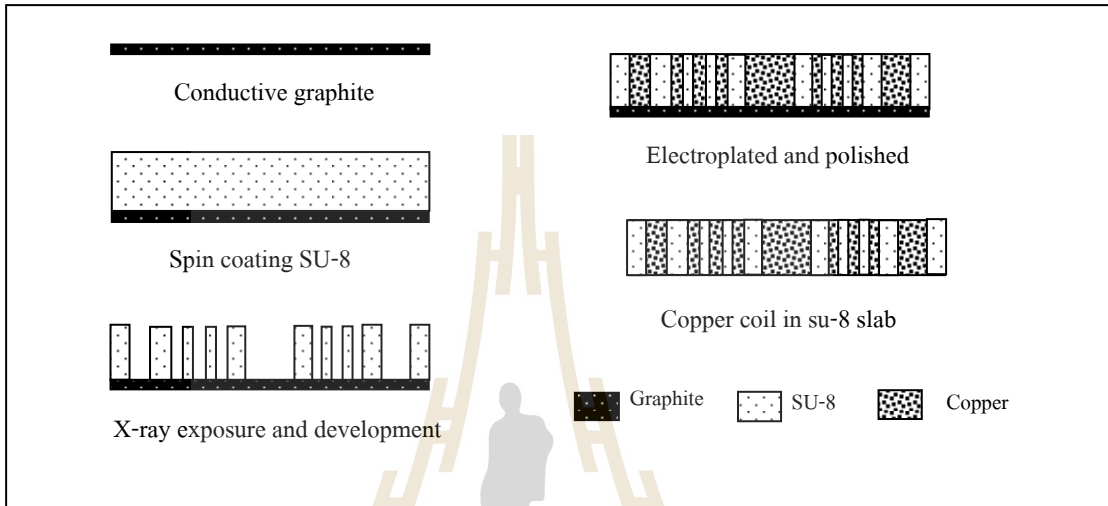 Conductive graphite
Spin coating SU-8
X-ray exposure and development
Electroplated and polished
Copper coil in su-8 slab
Graphite
SU-8
Copper